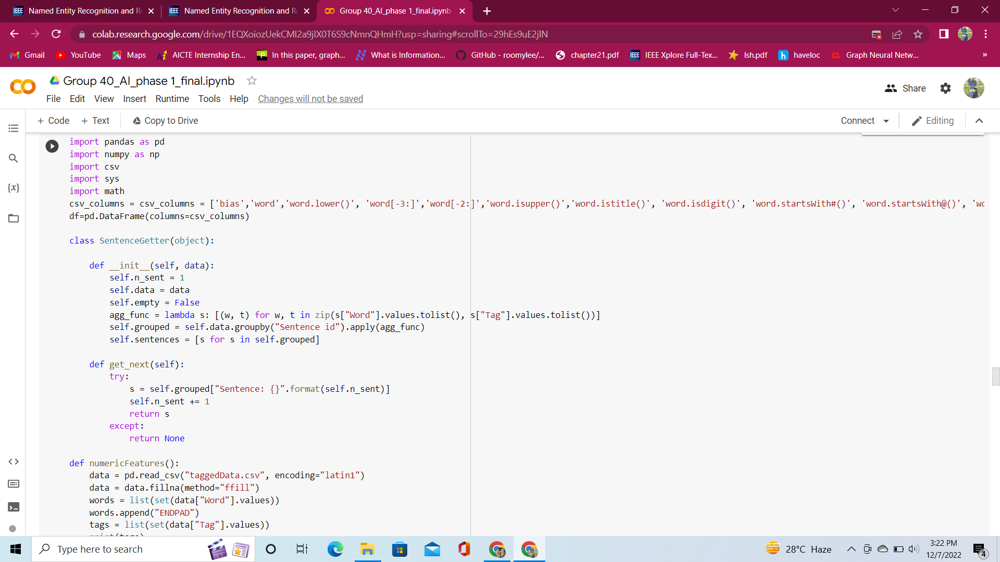 Named Entity Recognition and Re
Named Entity Recognition and Re
Group 40_AI_phase 1_final.ipynb
colab.research.google.com/drive/1EQXoiozUekCMI2a9jIX0T6S9cNmnQHmH?usp=sharing#scrollTo=29hEs9uE2jlN
Gmail YouTube Maps AICTE Internship En... In this paper, graph... What is Information... GitHub - roomylee/... chapter21.pdf IEEE Xplore Full-Tex... lsh.pdf haveloc Graph Neural Netw... »
Group 40_AI_phase 1_final.ipynb
Share
File Edit View Insert Runtime Tools Help Changes will not be saved
+ Code + Text Copy to Drive Connect Editing
import pandas as pd
import numpy as np
import csv
import sys
import math
csv_columns = csv_columns = ['bias','word','word.lower()', 'word[-3:]','word[-2:]','word.isupper()','word.istitle()', 'word.isdigit()', 'word.startsWith#()', 'word.startsWith@()', 'wo
df=pd.DataFrame(columns=csv_columns)
class SentenceGetter(object):
def __init__(self, data):
self.n_sent = 1
self.data = data
self.empty = False
agg_func = lambda s: [(w, t) for w, t in zip(s["Word"].values.tolist(), s["Tag"].values.tolist())]
self.grouped = self.data.groupby("Sentence id").apply(agg_func)
self.sentences = [s for s in self.grouped]
def get_next(self):
try:
s = self.grouped["Sentence: {}".format(self.n_sent)]
self.n_sent += 1
return s
except:
return None
def numericFeatures():
data = pd.read_csv("taggedData.csv", encoding="latin1")
data = data.fillna(method="ffill")
words = list(set(data["Word"].values))
words.append("ENDPAD")
tags = list(set(data["Tag"].values))
print(tags)
Type here to search
28°C Haze
3:22 PM
12/7/2022
4